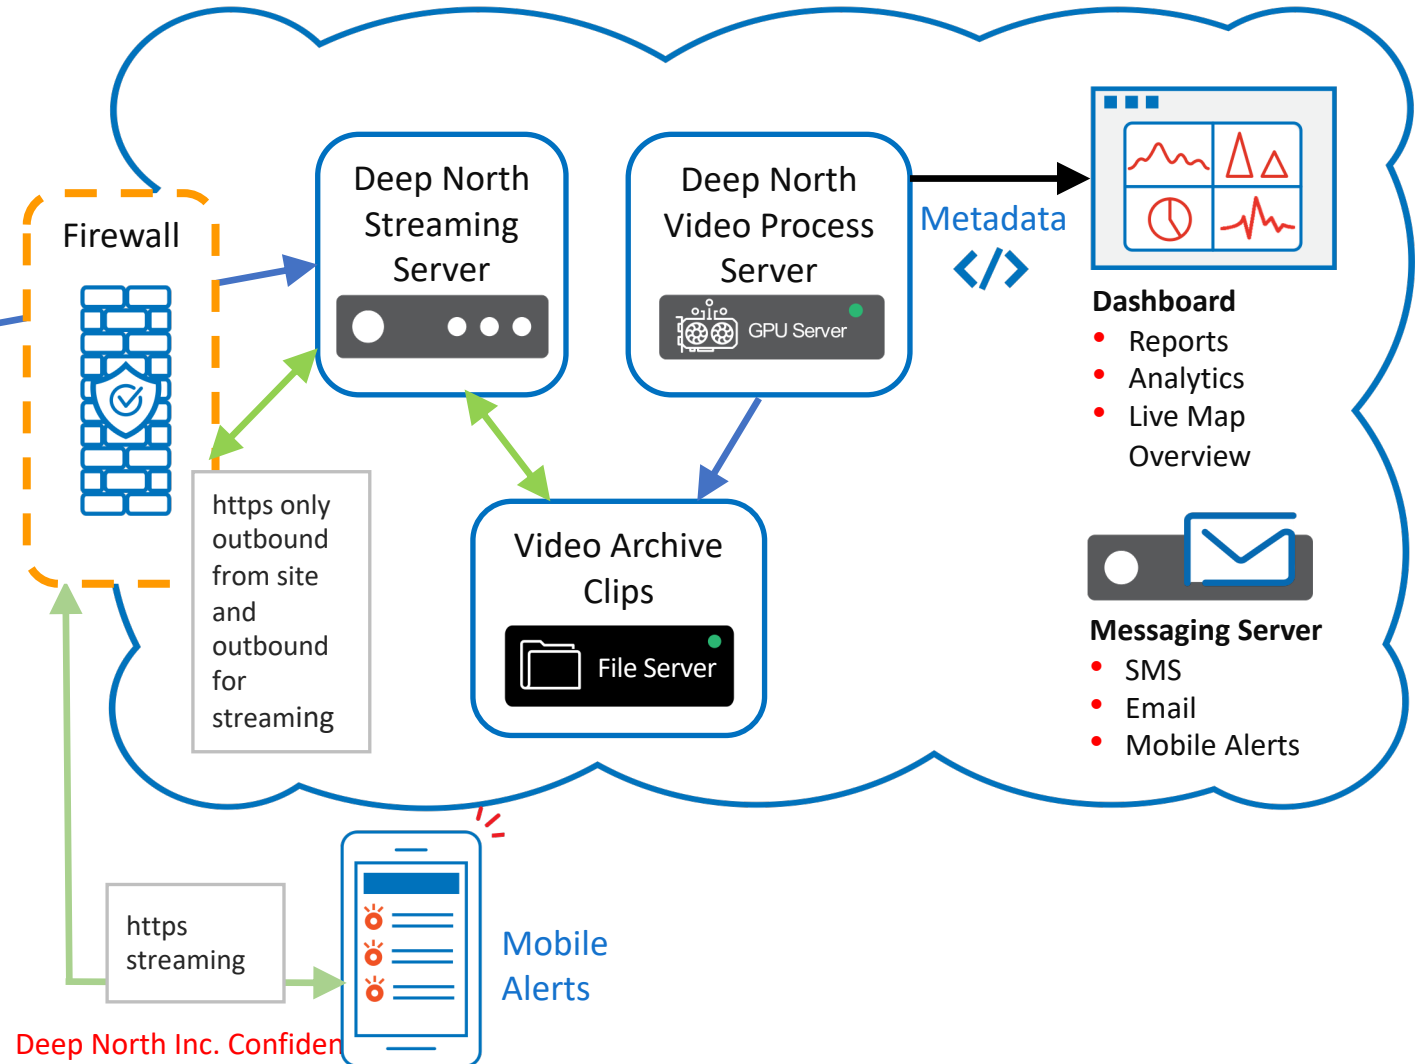 Deep North
Streaming
Server
Deep North
Video Process
Server
GPU Server
Metadata
</>
Firewall
Dashboard
• Reports
• Analytics
• Live Map
Overview
https only
outbound
from site
and
outbound
for
streaming
Video Archive
Clips
File Server
Messaging Server
• SMS
• Email
• Mobile Alerts
https
streaming
Mobile
Alerts
Deep North Inc. Confiden